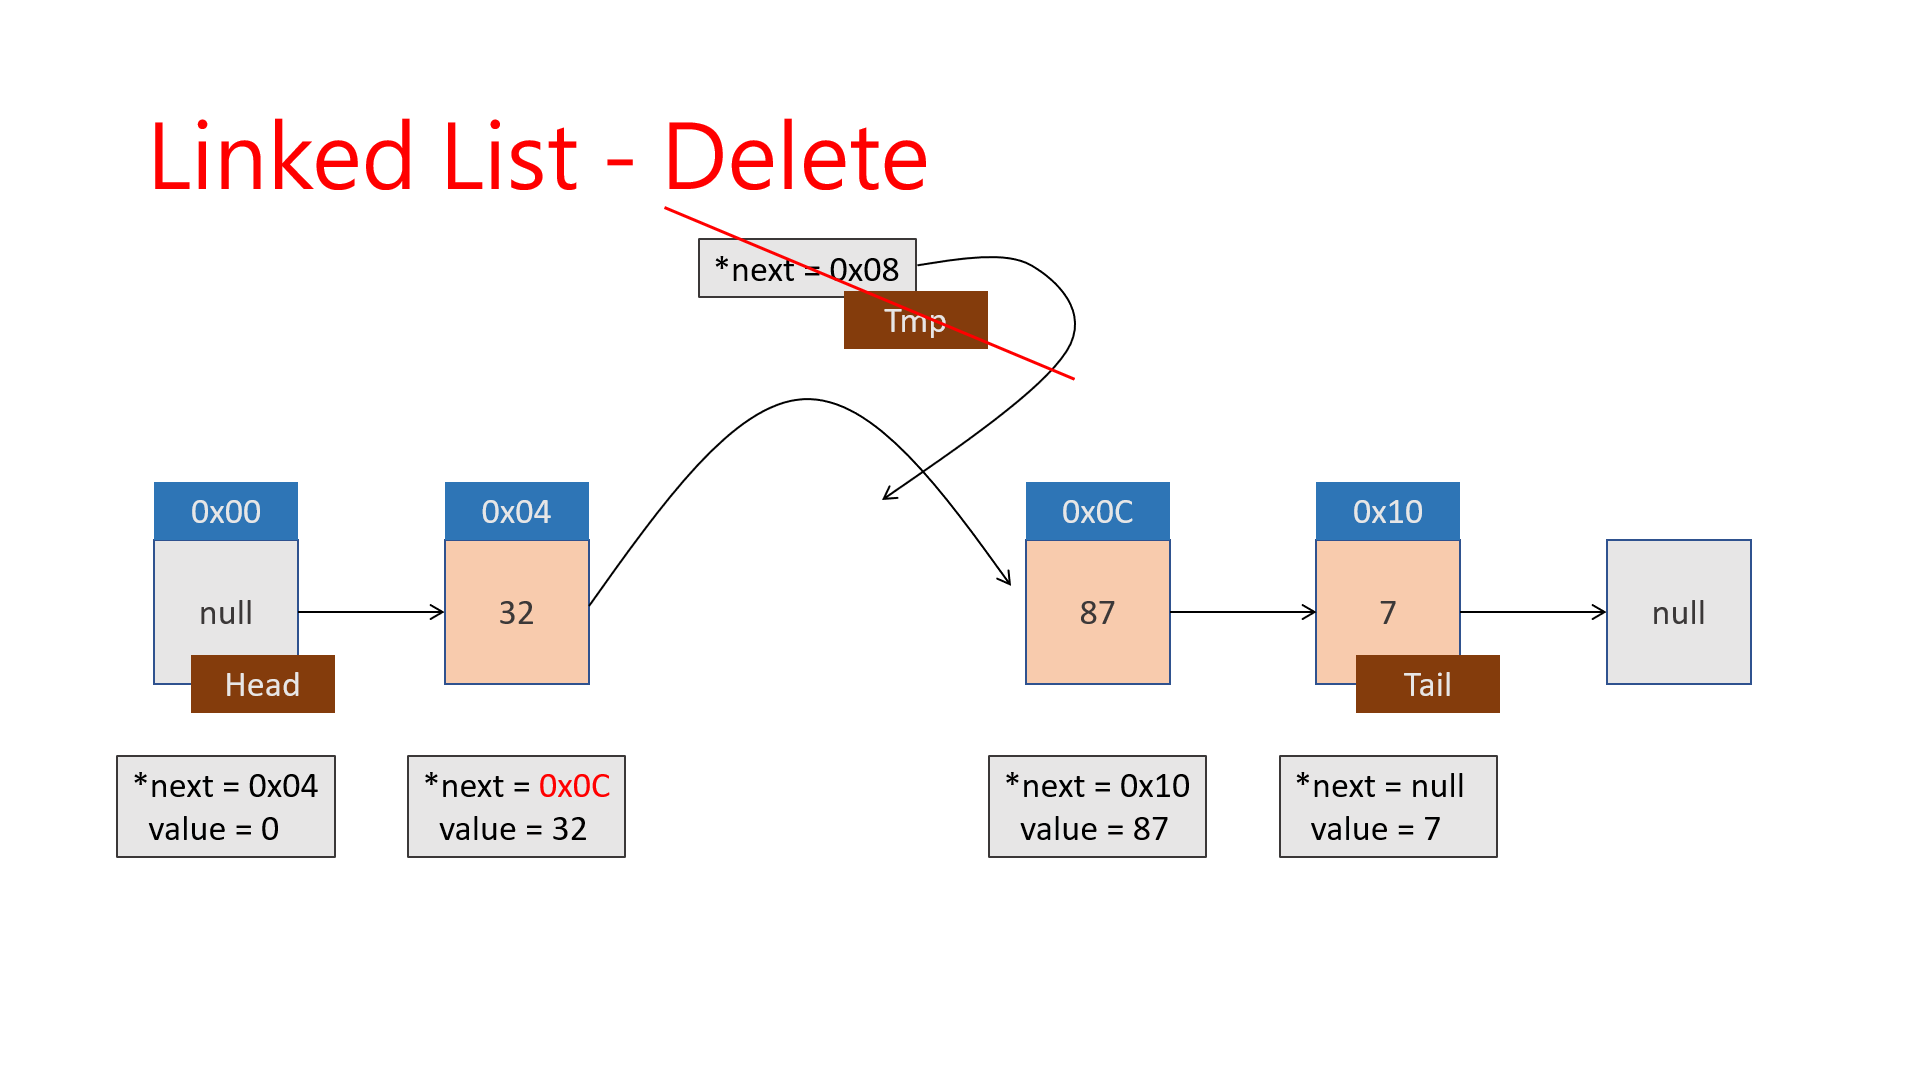 Linked List - Delete
*next = 0x08
Tmp
0x00
0x04
0x0C
0x10
null
32
87
7
null
Head
Tail
*next = 0x04
value = 0
*next = 0x0C
value = 32
*next = 0x10
value = 87
*next = null
value = 7